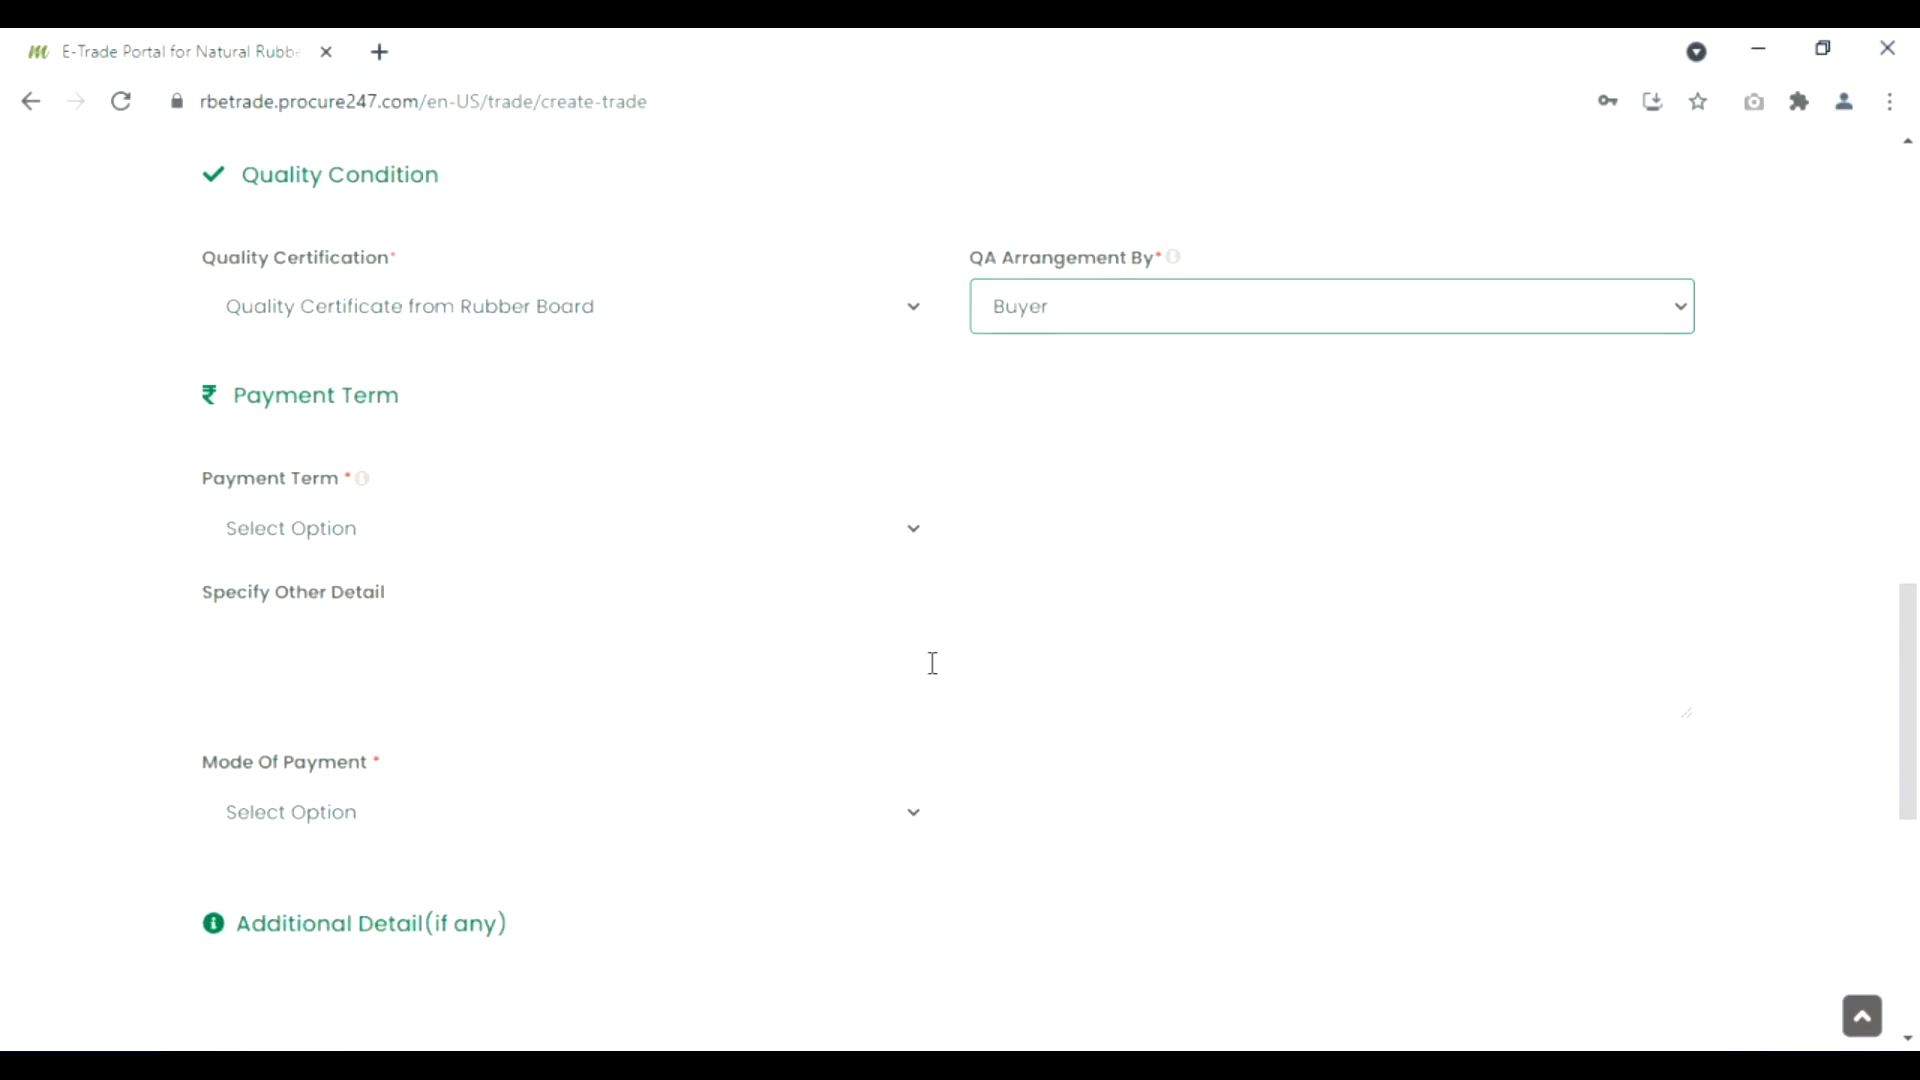 E-Trade Portal for Natural Rubb
rbetrade.procure247.com/en-US/trade/create-trade
Quality Condition
Quality Certification*
QA Arrangement By*
Quality Certificate from Rubber Board
Buyer
₹ Payment Term
Payment Term *
Select Option
Specify Other Detail
Mode Of Payment *
Select Option
Additional Detail(if any)